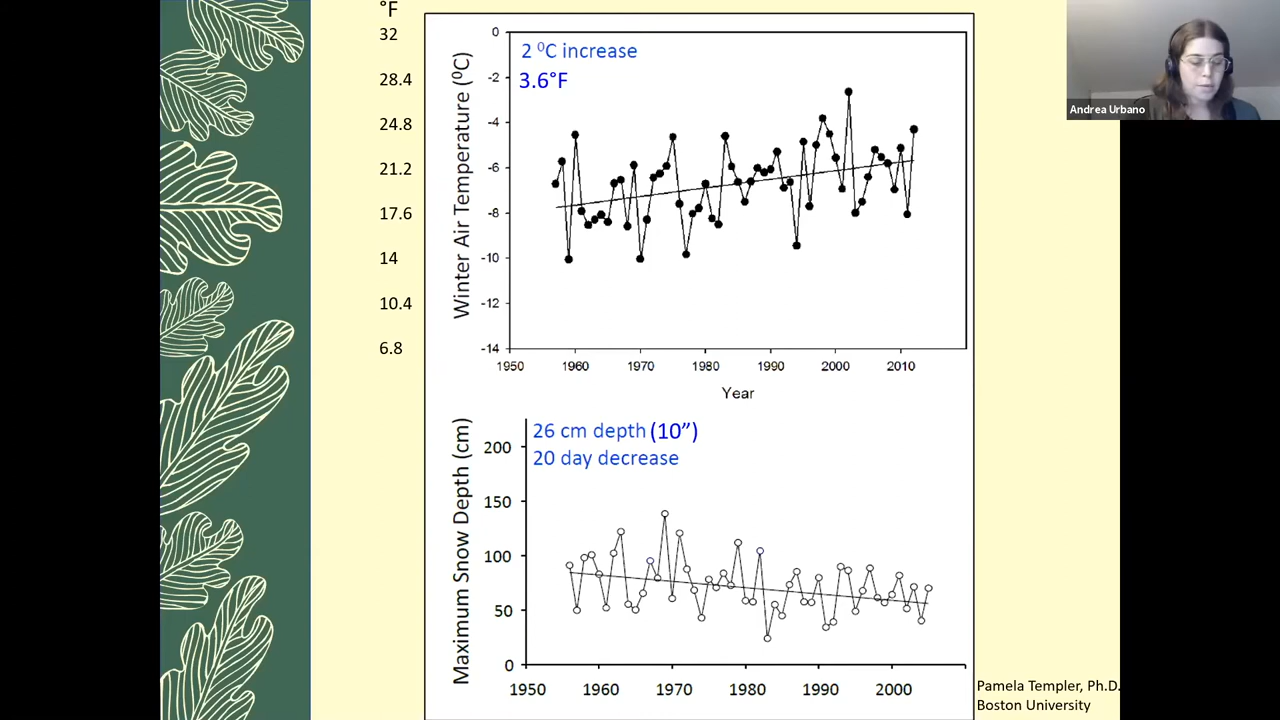 °F
32
28.4
24.8
21.2
17.6
14
10.4
6.8
2 ⁰C increase
3.6°F
Winter Air Temperature (⁰C)
0
-2
-4
-6
-8
-10
-12
-14
1950 1960 1970 1980 1990 2000 2010
Year
26 cm depth (10”)
20 day decrease
Maximum Snow Depth (cm)
200
150
100
50
0
1950 1960 1970 1980 1990 2000
Pamela Templer, Ph.D.
Boston University
Andrea Urbano